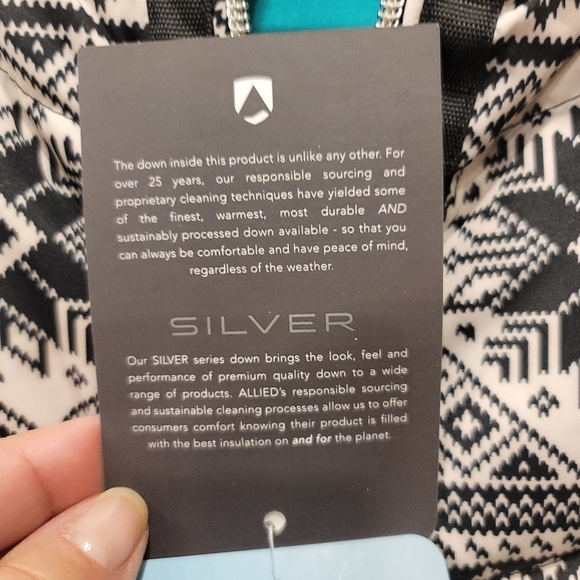 The down inside this product is unlike any other. For
over 25 years, our responsible sourcing and
proprietary cleaning techniques have yielded some
of the finest, warmest, most durable AND
sustainably processed down available - so that you
can always be comfortable and have peace of mind,
regardless of the weather.
SILVER
Our SILVER series down brings the look, feel and
performance of premium quality down to a wide
range of products. ALLIED's responsible sourcing
and sustainable cleaning processes allow us to offer
consumers comfort knowing their product is filled
with the best insulation on and for the planet.